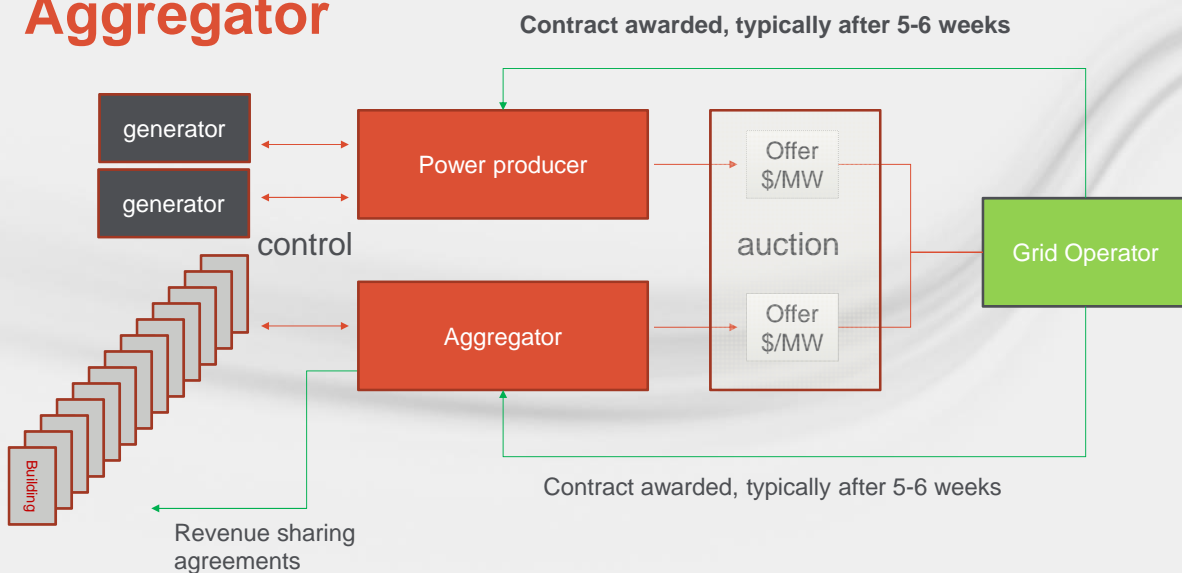 Aggregator
Contract awarded, typically after 5-6 weeks
generator
generator
Power producer
Offer
$/MW
control
auction
Grid Operator
Aggregator
Offer
$/MW
Building
Contract awarded, typically after 5-6 weeks
Revenue sharing
agreements